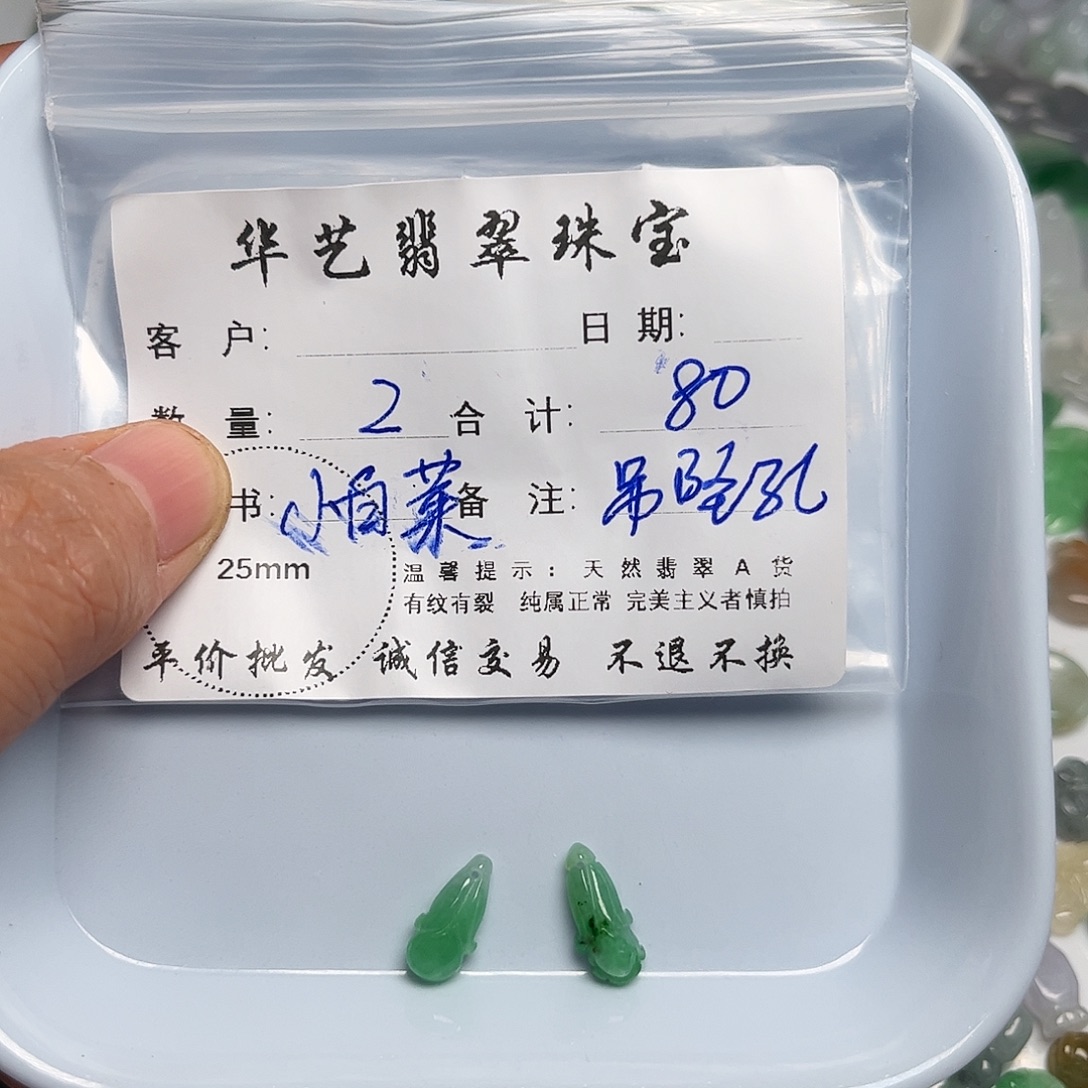 华艺翡翠珠宝
客 户: 日 期:
数 量: 2 合 计: 80
书: 小白菜 备 注: 吊坠孔
25mm 温馨提示:天然翡翠A货
有纹有裂 纯属正常 完美主义者慎拍
平价批发 诚信交易 不退不换